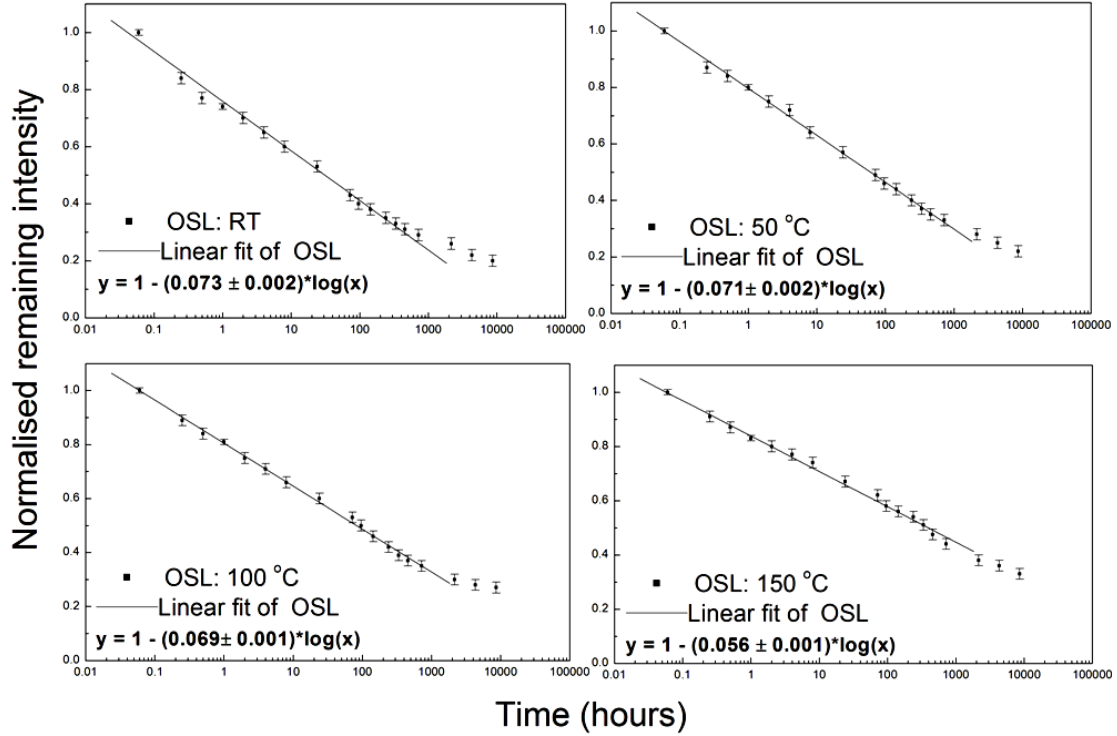 Normalised remaining intensity
1.0
0.8
0.6
0.4
0.2
0.0
OSL: RT
Linear fit of OSL
y = 1 - (0.073 ± 0.002)*log(x)
0.01 0.1 1 10 100 1000 10000 100000
1.0
0.8
0.6
0.4
0.2
0.0
OSL: 50 °C
Linear fit of OSL
y = 1 - (0.071± 0.002)*log(x)
0.01 0.1 1 10 100 1000 10000 100000
1.0
0.8
0.6
0.4
0.2
0.0
OSL: 100 °C
Linear fit of OSL
y = 1 - (0.069± 0.001)*log(x)
0.01 0.1 1 10 100 1000 10000 100000
1.0
0.8
0.6
0.4
0.2
0.0
OSL: 150 °C
Linear fit of OSL
y = 1 - (0.056 ± 0.001)*log(x)
0.01 0.1 1 10 100 1000 10000 100000
Time (hours)